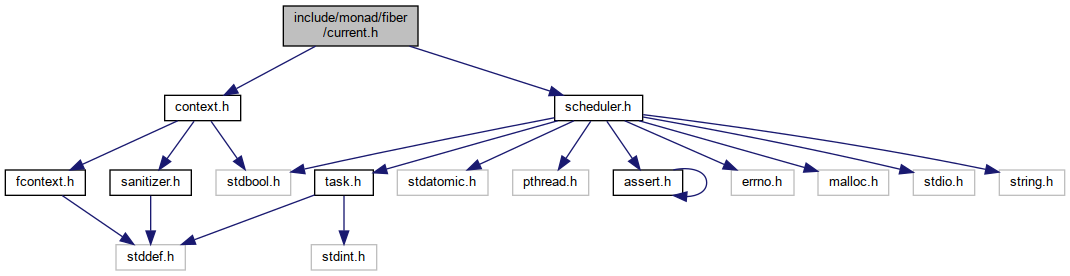 include/monad/fiber
/current.h
context.h
scheduler.h
fcontext.h
sanitizer.h
stdbool.h
task.h
stdatomic.h
pthread.h
assert.h
errno.h
malloc.h
stdio.h
string.h
stddef.h
stdint.h